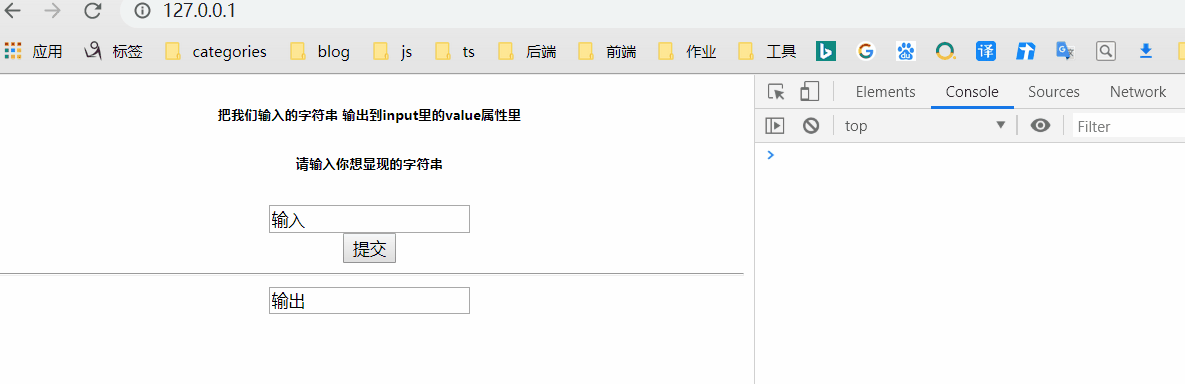 127.0.0.1
应用 标签 categories blog js ts 后端 前端 作业 工具 译
Elements Console Sources Network
top Filter
把我们输入的字符串 输出到input里的value属性里
请输入你想显现的字符串
输入
提交
输出